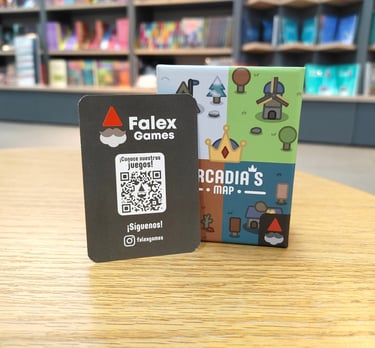 Falex
Games
¡Conoce nuestros
juegos!
¡Síguenos!
falexgames
RCADIA'S
MAP